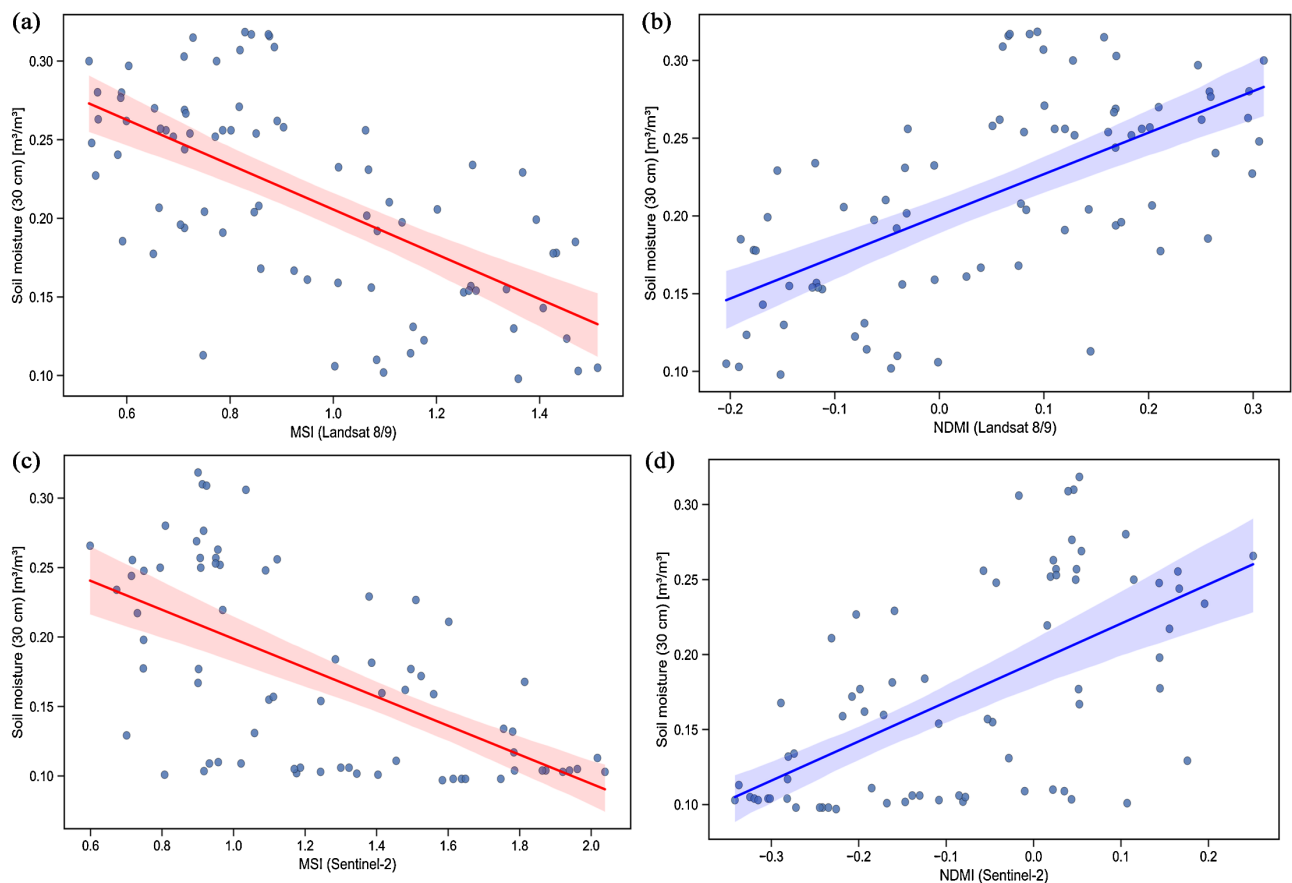 (a)
Soil moisture (30 cm) [m³/m³]
0.30
0.25
0.20
0.15
0.10
0.6 0.8 1.0 1.2 1.4
MSI (Landsat 8/9)
(b)
Soil moisture (30 cm) [m³/m³]
0.30
0.25
0.20
0.15
0.10
−0.2 −0.1 0.0 0.1 0.2 0.3
NDMI (Landsat 8/9)
(c)
Soil moisture (30 cm) [m³/m³]
0.30
0.25
0.20
0.15
0.10
0.6 0.8 1.0 1.2 1.4 1.6 1.8 2.0
MSI (Sentinel-2)
(d)
Soil moisture (30 cm) [m³/m³]
0.30
0.25
0.20
0.15
0.10
−0.3 −0.2 −0.1 0.0 0.1 0.2
NDMI (Sentinel-2)